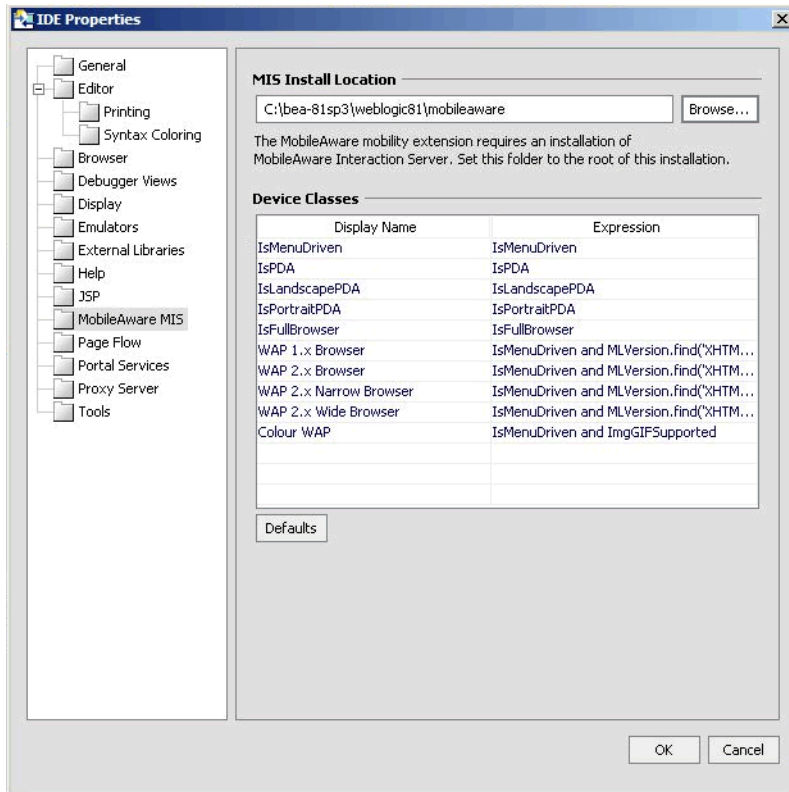 IDE Properties
General
Editor
Printing
Syntax Coloring
Browser
Debugger Views
Display
Emulators
External Libraries
Help
JSP
MobileAware MIS
Page Flow
Portal Services
Proxy Server
Tools
MIS Install Location
C:\bea-81sp3\weblogic81\mobileaware Browse...
The MobileAware mobility extension requires an installation of
MobileAware Interaction Server. Set this folder to the root of this installation.
Device Classes
Display Name Expression
IsMenuDriven IsMenuDriven
IsPDA IsPDA
IsLandscapePDA IsLandscapePDA
IsPortraitPDA IsPortraitPDA
IsFullBrowser IsFullBrowser
WAP 1.x Browser IsMenuDriven and MLVersion.find('XHTM...
WAP 2.x Browser IsMenuDriven and MLVersion.find('XHTM...
WAP 2.x Narrow Browser IsMenuDriven and MLVersion.find('XHTM...
WAP 2.x Wide Browser IsMenuDriven and MLVersion.find('XHTM...
Colour WAP IsMenuDriven and ImgGIFSupported
Defaults
OK Cancel